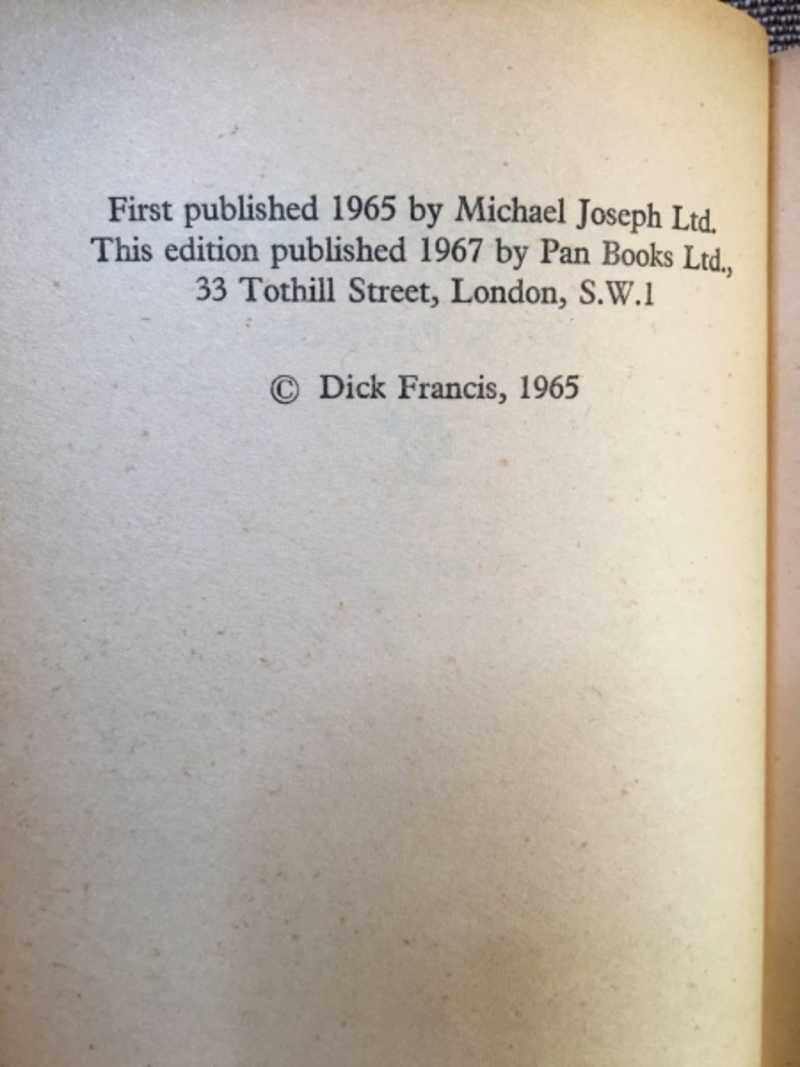 First published 1965 by Michael Joseph Ltd.
This edition published 1967 by Pan Books Ltd.,
33 Tothill Street, London, S.W.1
© Dick Francis, 1965